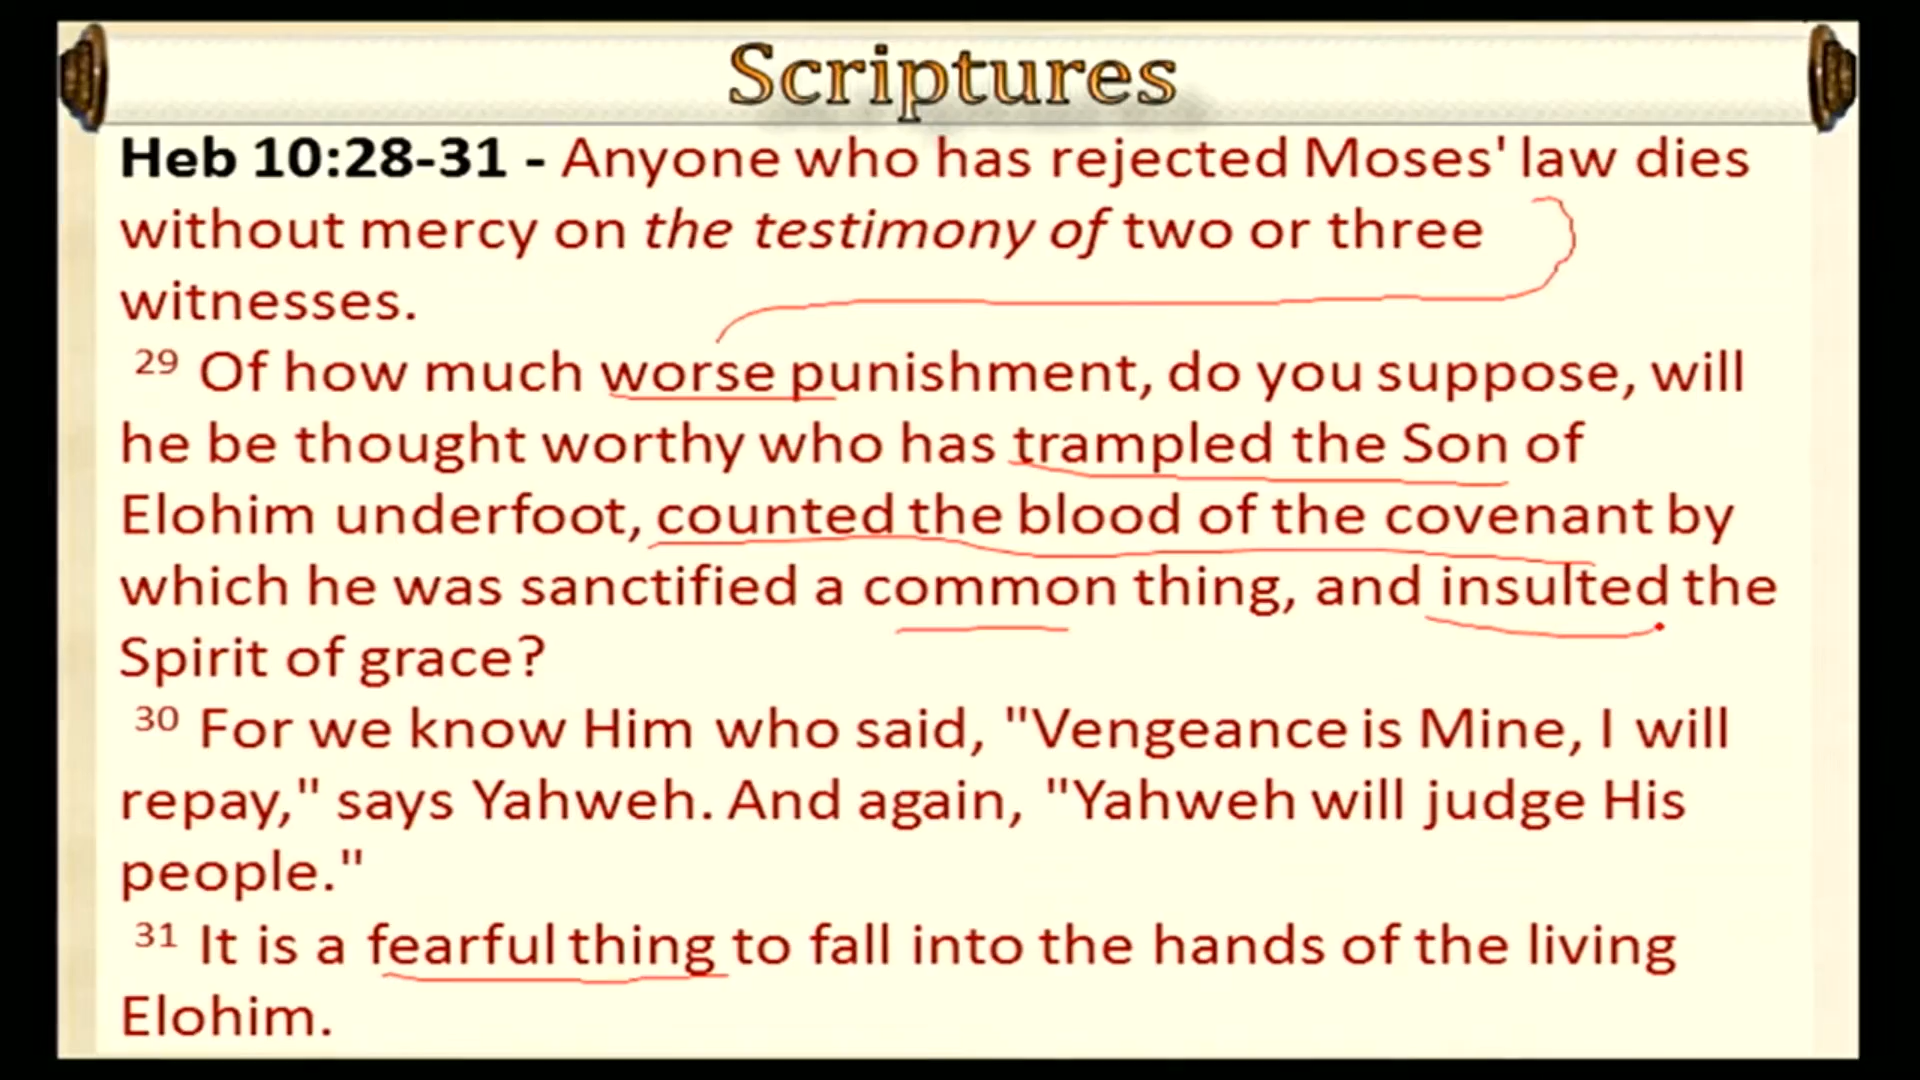 Scriptures
Heb 10:28-31 - Anyone who has rejected Moses' law dies
without mercy on the testimony of two or three
witnesses.
29 Of how much worse punishment, do you suppose, will
he be thought worthy who has trampled the Son of
Elohim underfoot, counted the blood of the covenant by
which he was sanctified a common thing, and insulted the
Spirit of grace?
30 For we know Him who said, "Vengeance is Mine, I will
repay," says Yahweh. And again, "Yahweh will judge His
people."
31 It is a fearful thing to fall into the hands of the living
Elohim.